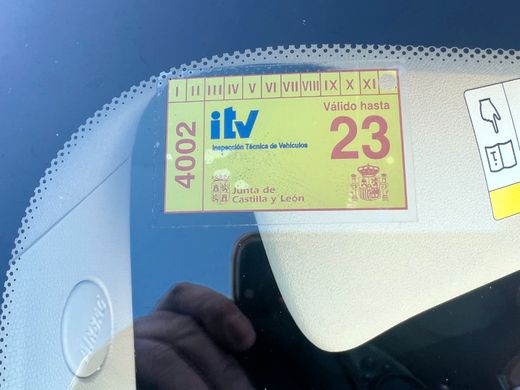 I II III IV V VI VII VIII IX X XI
4002
itv
Inspección Técnica de Vehículos
Válido hasta
23
Junta de
Castilla y León
AIRBAG